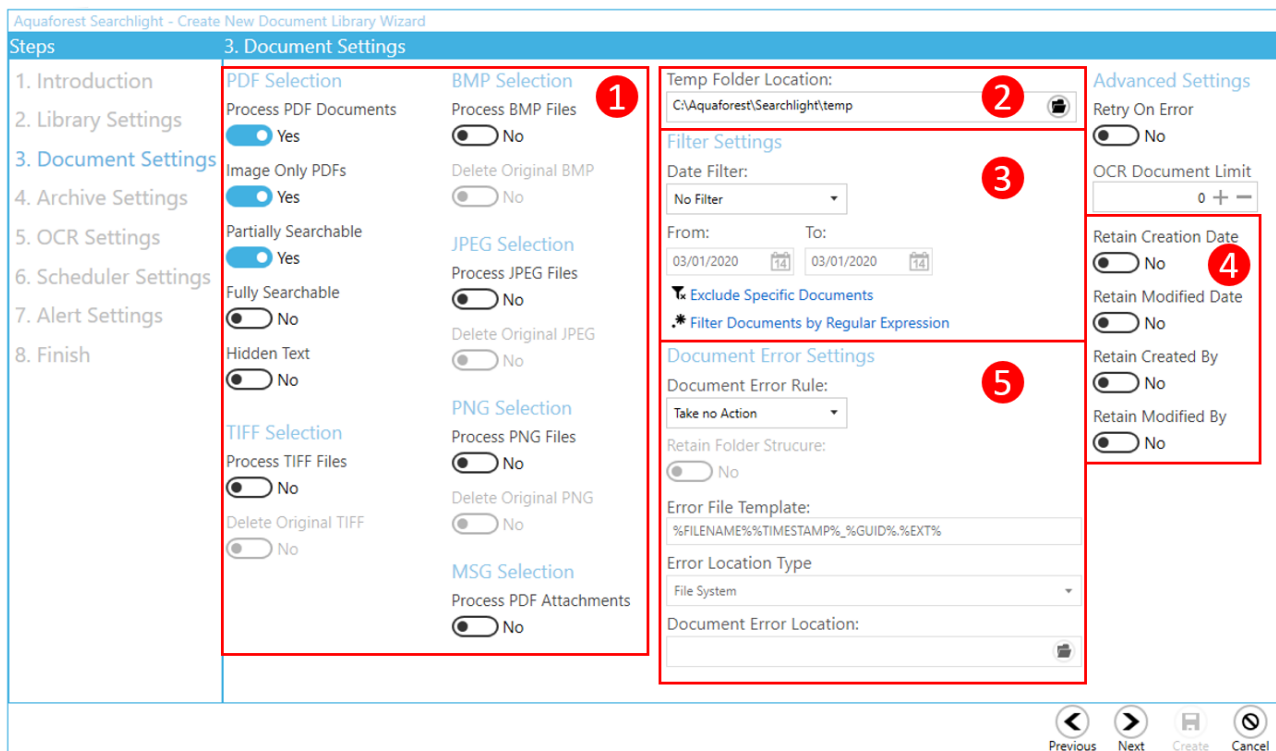 Aquaforest Searchlight - Create New Document Library Wizard
Steps
3. Document Settings
1. Introduction
2. Library Settings
3. Document Settings
4. Archive Settings
5. OCR Settings
6. Scheduler Settings
7. Alert Settings
8. Finish
PDF Selection
Process PDF Documents
Yes
Image Only PDFs
Yes
Partially Searchable
Yes
Fully Searchable
No
Hidden Text
No
TIFF Selection
Process TIFF Files
No
Delete Original TIFF
No
BMP Selection
1
Process BMP Files
No
Delete Original BMP
No
JPEG Selection
Process JPEG Files
No
Delete Original JPEG
No
PNG Selection
Process PNG Files
No
Delete Original PNG
No
MSG Selection
Process PDF Attachments
No
Temp Folder Location:
2
C:\Aquaforest\Searchlight\temp
Filter Settings
3
Date Filter:
No Filter
From: To:
03/01/2020 14 03/01/2020 14
Exclude Specific Documents
.* Filter Documents by Regular Expression
Document Error Settings
5
Document Error Rule:
Take no Action
Retain Folder Strucure:
No
Error File Template:
%FILENAME%%TIMESTAMP%_%GUID%.%EXT%
Error Location Type
File System
Document Error Location:
Advanced Settings
Retry On Error
No
OCR Document Limit
0 + −
Retain Creation Date
4
No
Retain Modified Date
No
Retain Created By
No
Retain Modified By
No
Previous Next Create Cancel